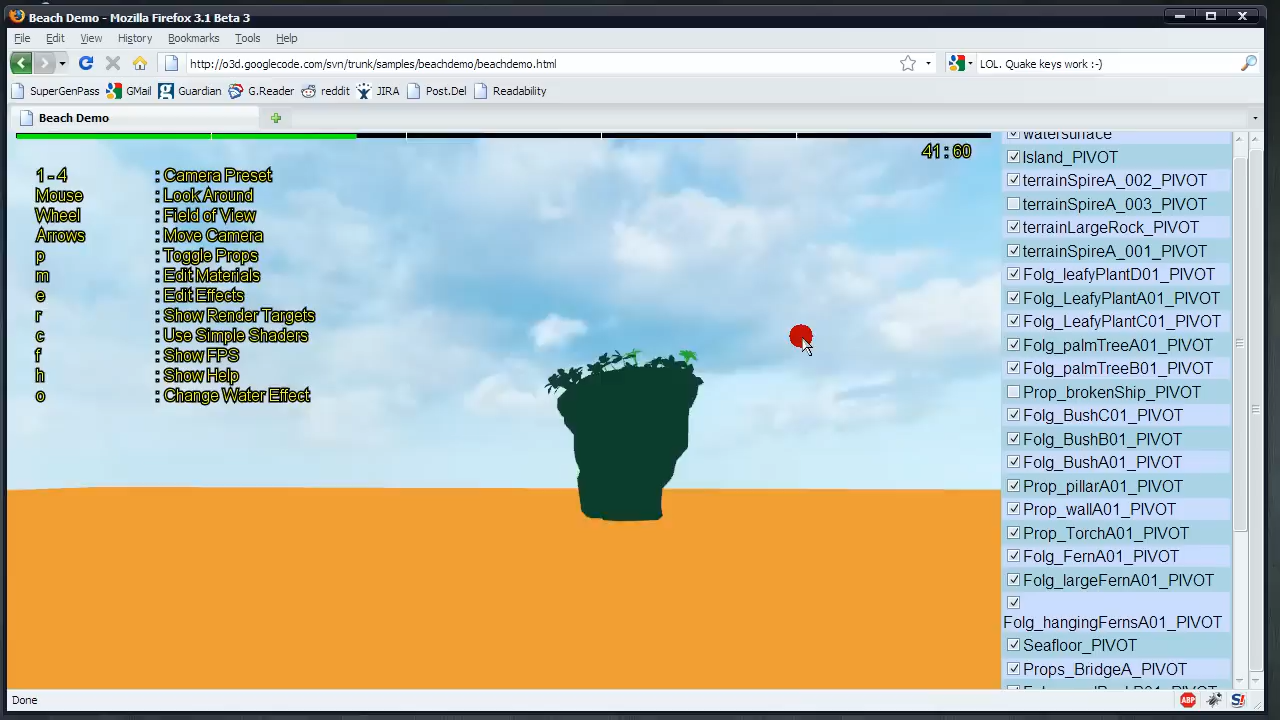 Beach Demo - Mozilla Firefox 3.1 Beta 3
File Edit View History Bookmarks Tools Help
http://o3d.googlecode.com/svn/trunk/samples/beachdemo/beachdemo.html
LOL. Quake keys work :-)
SuperGenPass GMail Guardian G.Reader reddit JIRA Post.Del Readability
Beach Demo
41:60
1 - 4 : Camera Preset
Mouse : Look Around
Wheel : Field of View
Arrows : Move Camera
p : Toggle Props
m : Edit Materials
e : Edit Effects
r : Show Render Targets
c : Use Simple Shaders
f : Show FPS
h : Show Help
o : Change Water Effect
Island_PIVOT
terrainSpireA_002_PIVOT
terrainSpireA_003_PIVOT
terrainLargeRock_PIVOT
terrainSpireA_001_PIVOT
Folg_leafyPlantD01_PIVOT
Folg_LeafyPlantA01_PIVOT
Folg_LeafyPlantC01_PIVOT
Folg_palmTreeA01_PIVOT
Folg_palmTreeB01_PIVOT
Prop_brokenShip_PIVOT
Folg_BushC01_PIVOT
Folg_BushB01_PIVOT
Folg_BushA01_PIVOT
Prop_pillarA01_PIVOT
Prop_wallA01_PIVOT
Prop_TorchA01_PIVOT
Folg_FernA01_PIVOT
Folg_largeFernA01_PIVOT
Folg_hangingFernsA01_PIVOT
Seafloor_PIVOT
Props_BridgeA_PIVOT
Done
ABP